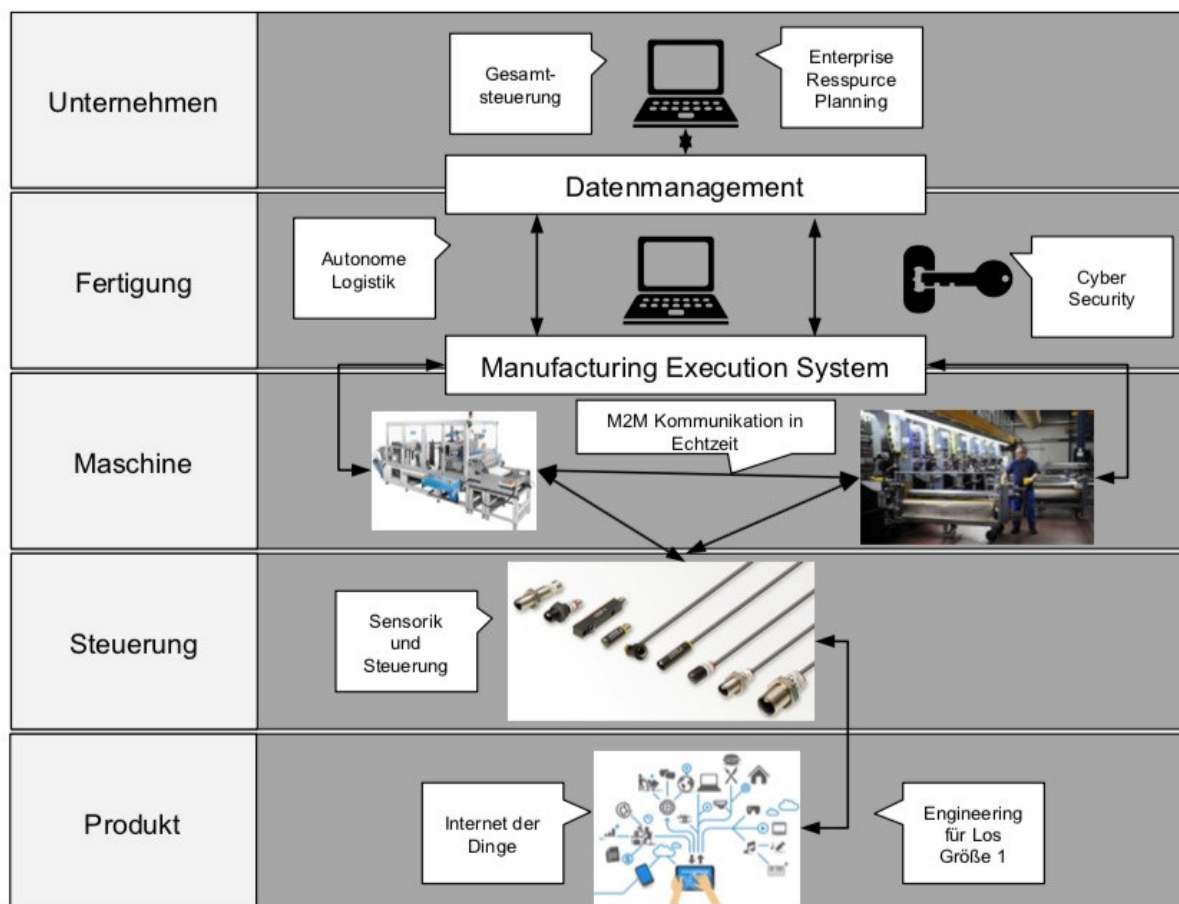 Unternehmen
Gesamt-
steuerung
Enterprise
Resspurce
Planning
Datenmanagement
Fertigung
Autonome
Logistik
Cyber
Security
Manufacturing Execution System
Maschine
M2M Kommunikation in
Echtzeit
Steuerung
Sensorik
und
Steuerung
Produkt
Internet der
Dinge
Engineering
für Los
Größe 1